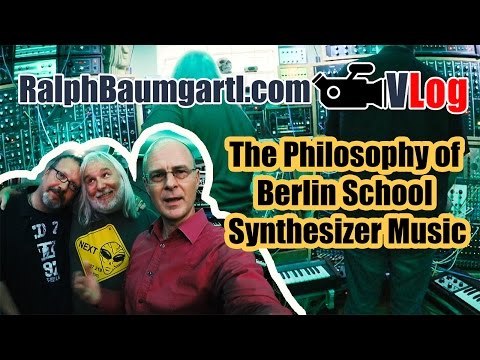 RalphBaumgartl.com VLog
The Philosophy of
Berlin School
Synthesizer Music
NEXT